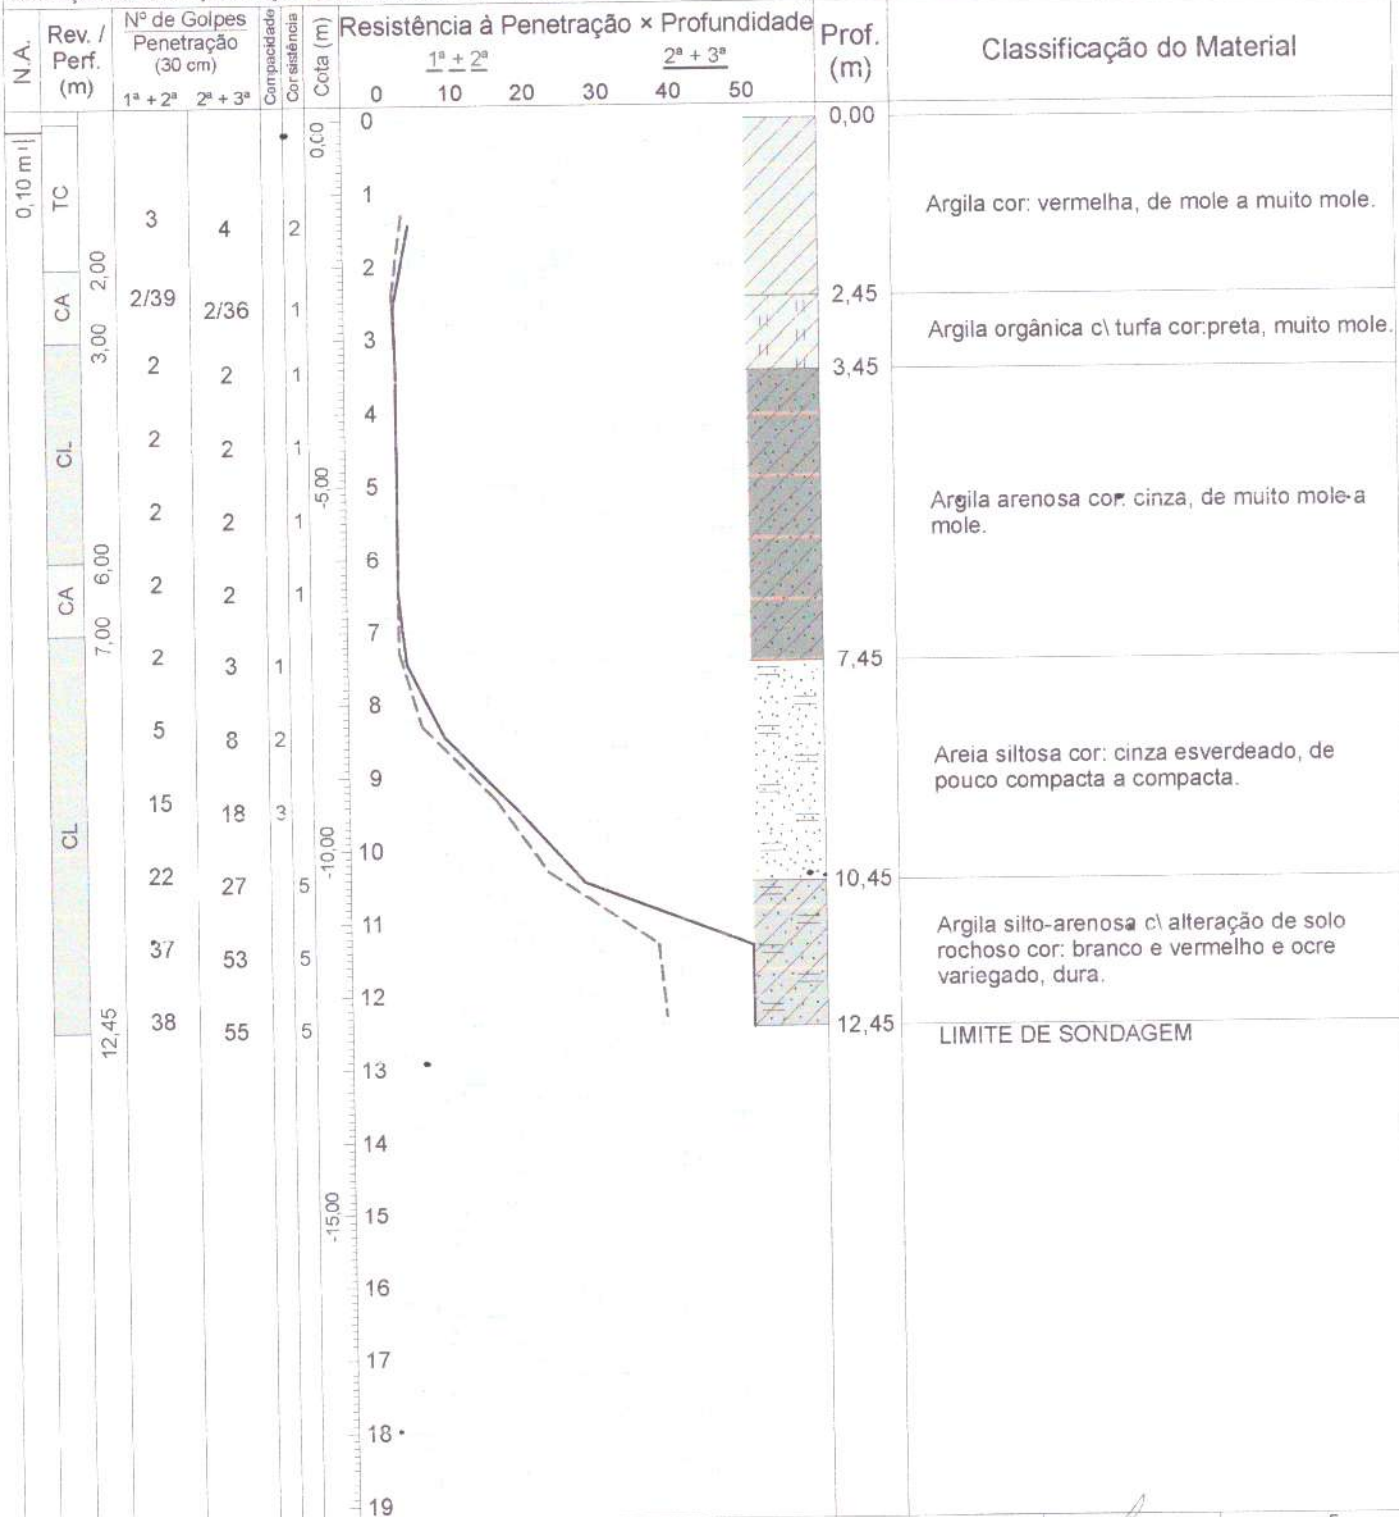 N.A.
Rev. /
Perf.
(m)
Nº de Golpes
Penetração
(30 cm)
1ª + 2ª 2ª + 3ª
Compacidade
Consistência
Cota (m)
Resistência à Penetração × Profundidade
1ª + 2ª 2ª + 3ª
0 10 20 30 40 50
Prof.
(m)
Classificação do Material
0,10 m
TC
2,00
CA
3,00
CL
6,00
CA
7,00
CL
12,45
3 4 2
2/39 2/36 1
2 2 1
2 2 1
2 2 1
2 2 1
2 3 1
5 8 2
15 18 3
22 27 5
37 53 5
38 55 5
0,00
-5,00
-10,00
-15,00
0
1
2
3
4
5
6
7
8
9
10
11
12
13
14
15
16
17
18
19
0,00
Argila cor: vermelha, de mole a muito mole.
2,45
Argila orgânica c\ turfa cor:preta, muito mole.
3,45
Argila arenosa cor: cinza, de muito mole a
mole.
7,45
Areia siltosa cor: cinza esverdeado, de
pouco compacta a compacta.
10,45
Argila silto-arenosa c\ alteração de solo
rochoso cor: branco e vermelho e ocre
variegado, dura.
12,45
LIMITE DE SONDAGEM